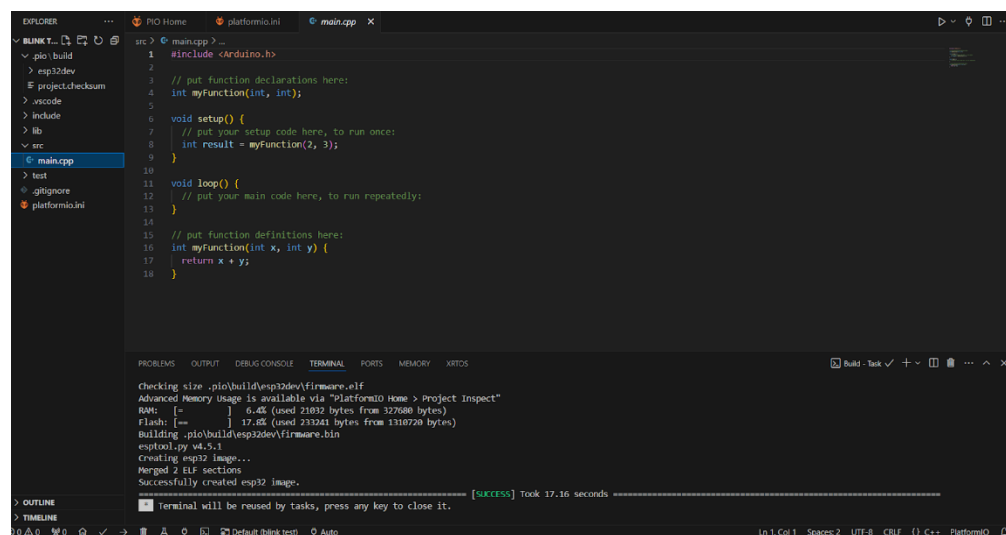 EXPLORER
PIO Home
platformio.ini
main.cpp
BLINK T...
.pio \ build
esp32dev
project.checksum
.vscode
include
lib
src
main.cpp
test
.gitignore
platformio.ini
OUTLINE
TIMELINE
src > main.cpp > ...
1 #include <Arduino.h>
2
3 // put function declarations here:
4 int myFunction(int, int);
5
6 void setup() {
7 // put your setup code here, to run once:
8 int result = myFunction(2, 3);
9 }
10
11 void loop() {
12 // put your main code here, to run repeatedly:
13 }
14
15 // put function definitions here:
16 int myFunction(int x, int y) {
17 return x + y;
18 }
PROBLEMS OUTPUT DEBUG CONSOLE TERMINAL PORTS MEMORY XRTOS
Build - Task
Checking size .pio\build\esp32dev\firmware.elf
Advanced Memory Usage is available via "PlatformIO Home > Project Inspect"
RAM: [= ] 6.4% (used 21032 bytes from 327680 bytes)
Flash: [== ] 17.8% (used 233241 bytes from 1310720 bytes)
Building .pio\build\esp32dev\firmware.bin
esptool.py v4.5.1
Creating esp32 image...
Merged 2 ELF sections
Successfully created esp32 image.
[SUCCESS] Took 17.16 seconds
* Terminal will be reused by tasks, press any key to close it.
0 0 0 Default (blink test) Auto Ln 1, Col 1 Spaces: 2 UTF-8 CRLF {} C++ PlatformIO